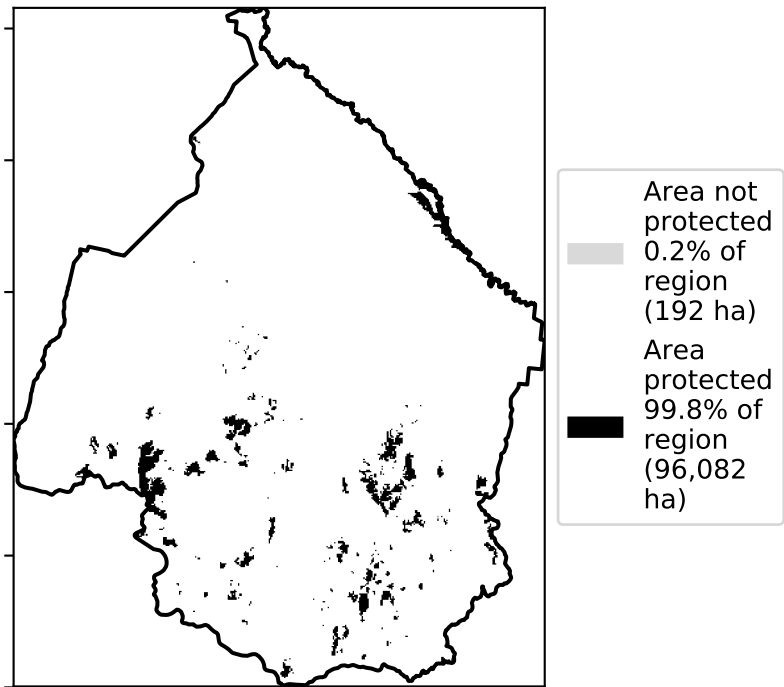 Area not
protected
0.2% of
region
(192 ha)
Area
protected
99.8% of
region
(96,082
ha)